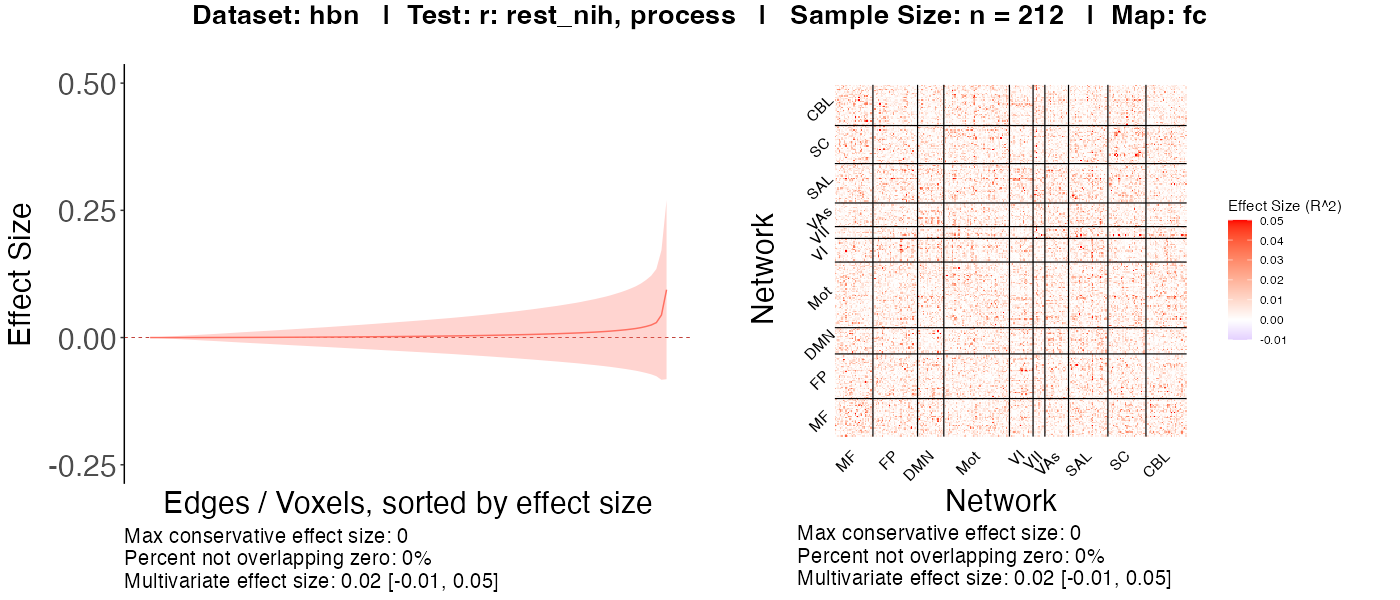 Dataset: hbn | Test: r: rest_nih, process | Sample Size: n = 212 | Map: fc
Effect Size
0.50
0.25
0.00
-0.25
Edges / Voxels, sorted by effect size
Max conservative effect size: 0
Percent not overlapping zero: 0%
Multivariate effect size: 0.02 [-0.01, 0.05]
Network
CBL
SC
SAL
VAs
VII
VI
Mot
DMN
FP
MF
MF
FP
DMN
Mot
VI
VII
VAs
SAL
SC
CBL
Network
Max conservative effect size: 0
Percent not overlapping zero: 0%
Multivariate effect size: 0.02 [-0.01, 0.05]
Effect Size (R^2)
0.05
0.04
0.03
0.02
0.01
0.00
-0.01